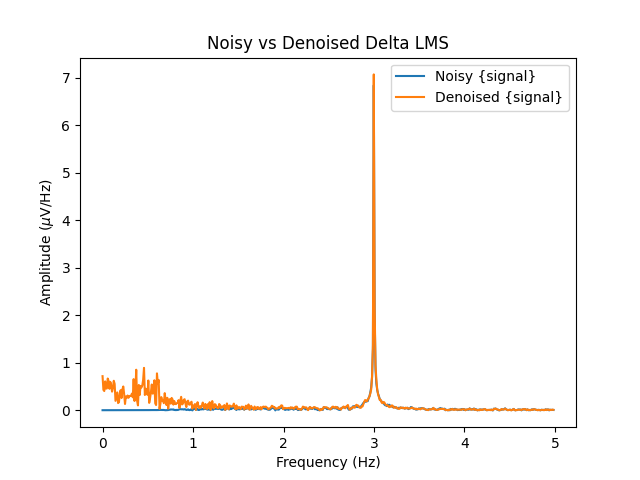 Noisy vs Denoised Delta LMS
Noisy {signal}
Denoised {signal}
Amplitude (μV/Hz)
7
6
5
4
3
2
1
0
0 1 2 3 4 5
Frequency (Hz)